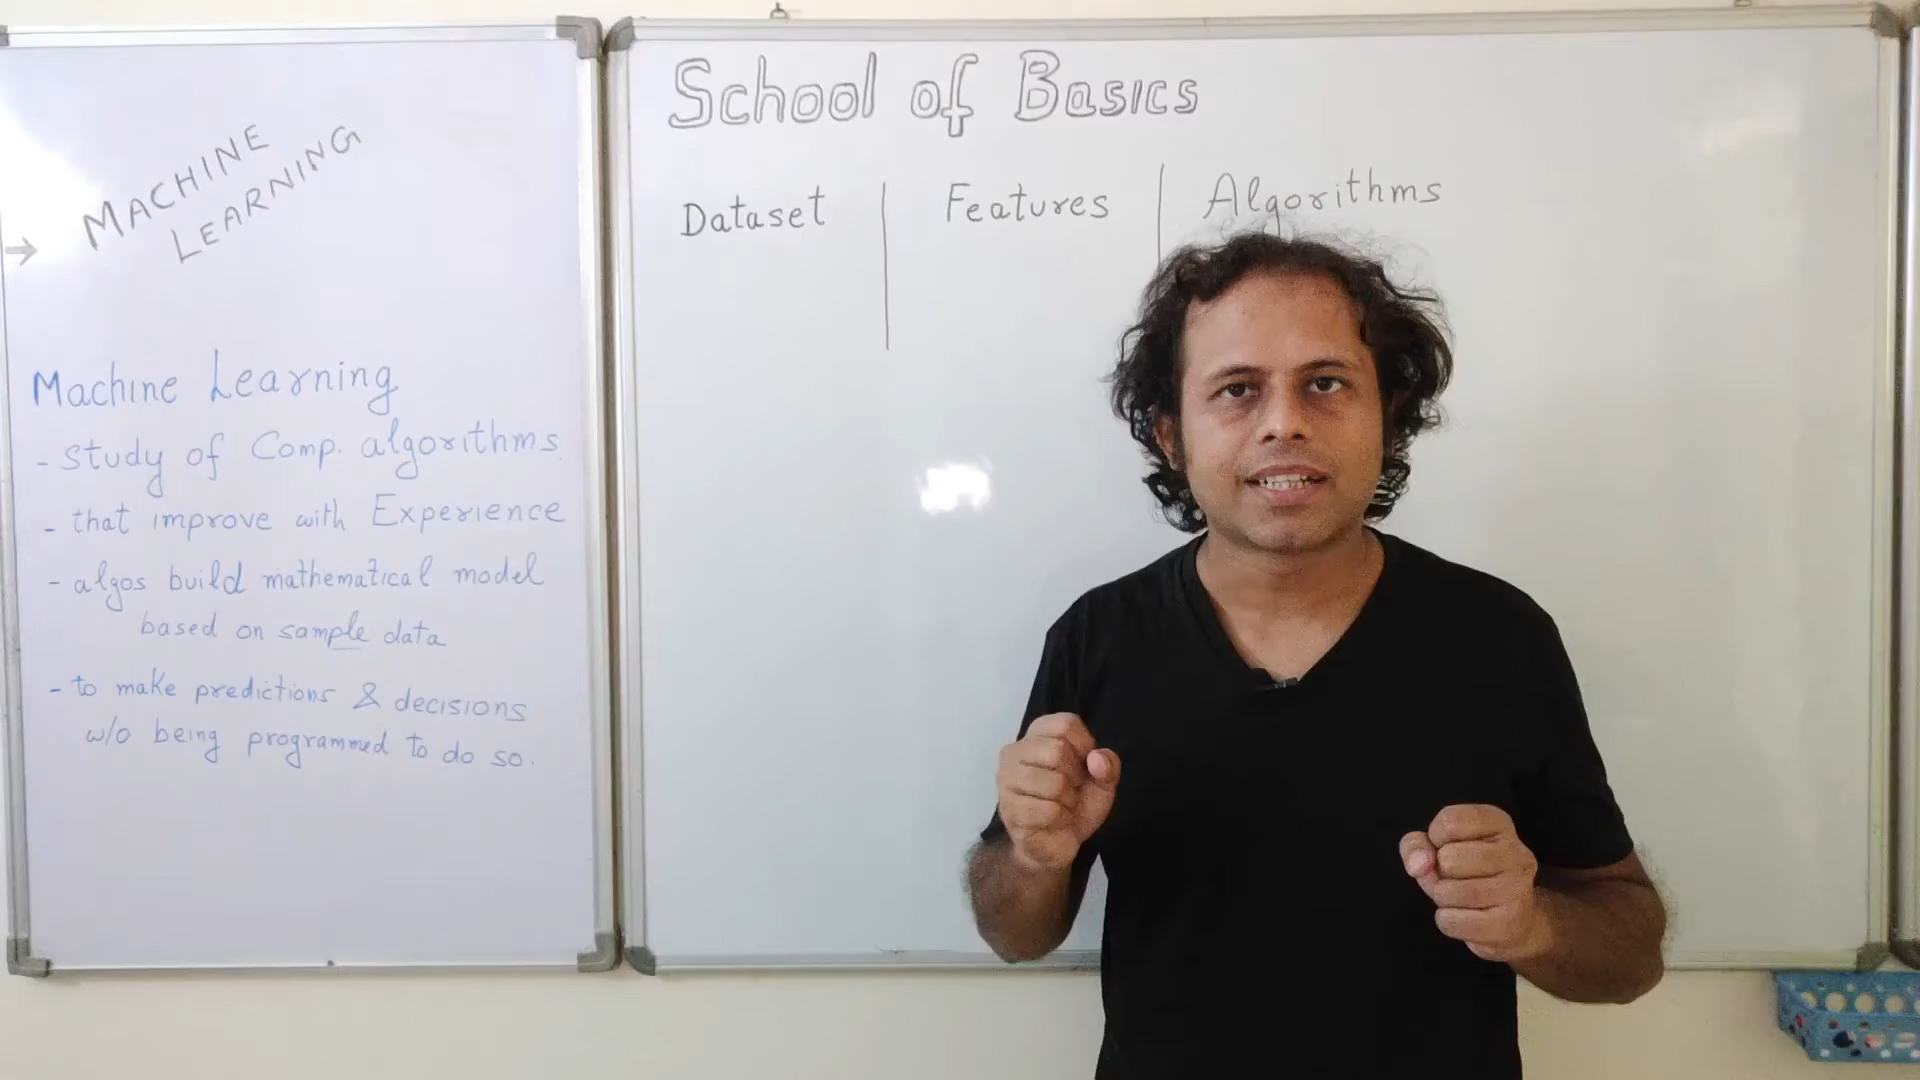 MACHINE
LEARNING
Machine Learning
- study of Comp. algorithms.
- that improve with Experience
- algos build mathematical model
based on sample data
- to make predictions & decisions
w/o being programmed to do so.
School of Basics
Dataset
Features
Algorithms